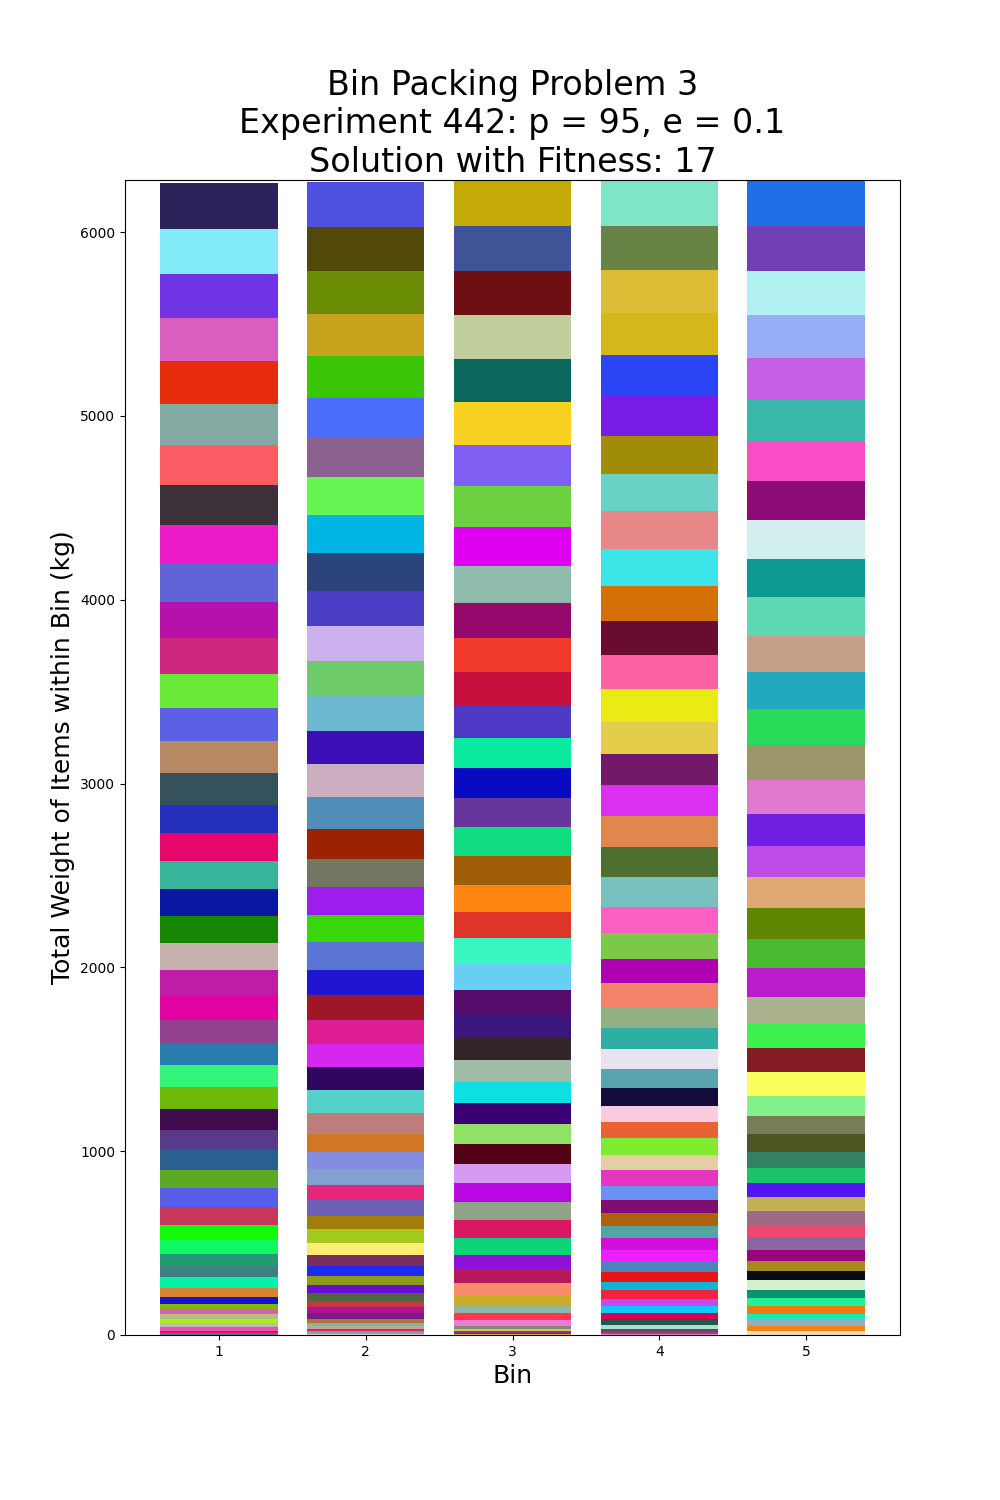 Bin Packing Problem 3
Experiment 442: p = 95, e = 0.1
Solution with Fitness: 17
Total Weight of Items within Bin (kg)
6000
5000
4000
3000
2000
1000
0
1 2 3 4 5
Bin